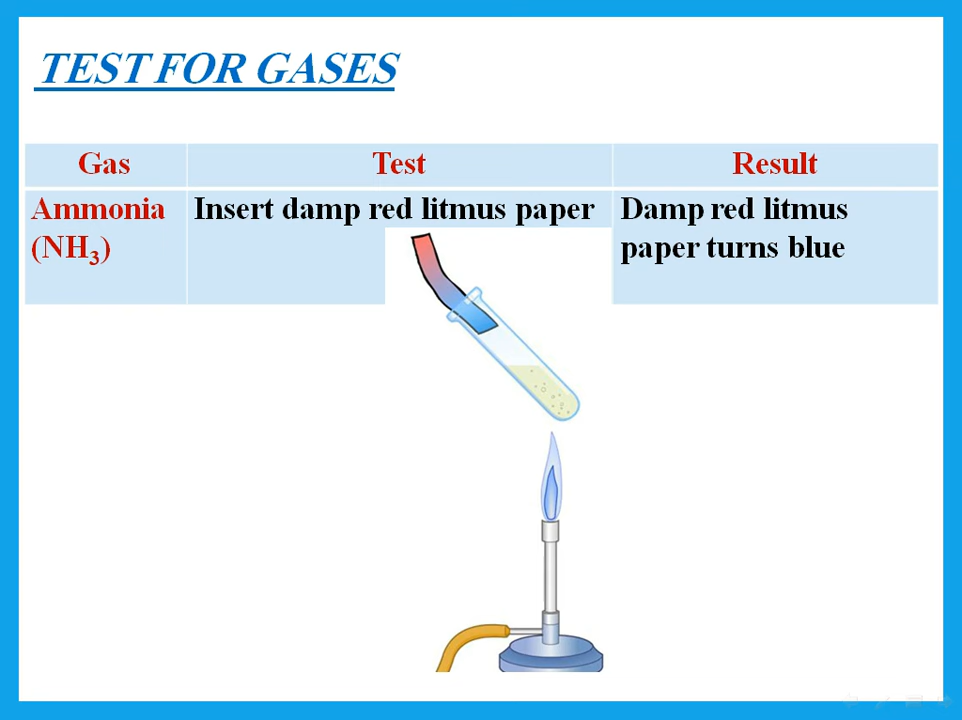 TEST FOR GASES
Gas Test Result
Ammonia Insert damp red litmus paper Damp red litmus
(NH₃) paper turns blue